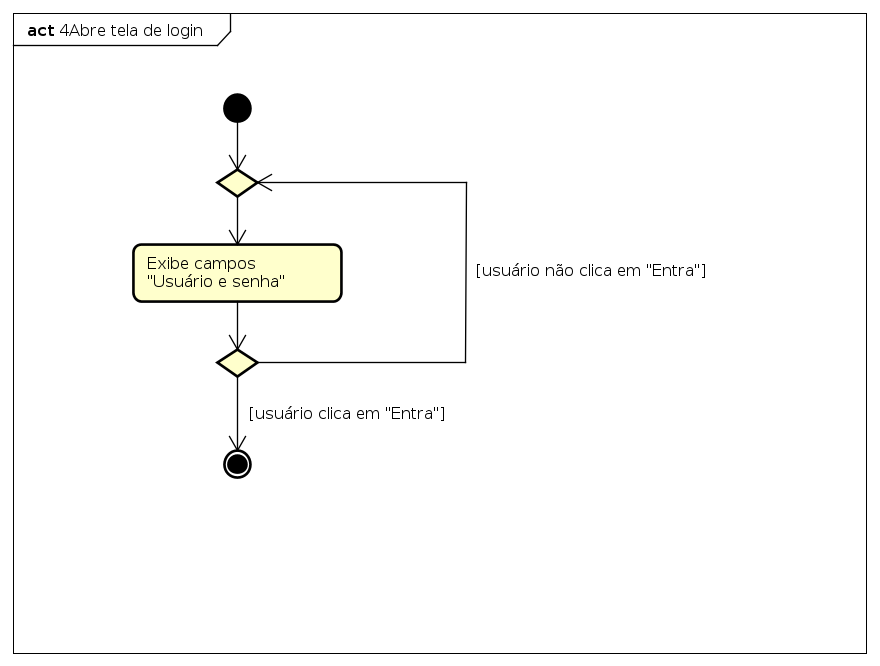 act 4Abre tela de login
Exibe campos
"Usuário e senha"
[usuário não clica em "Entra"]
[usuário clica em "Entra"]